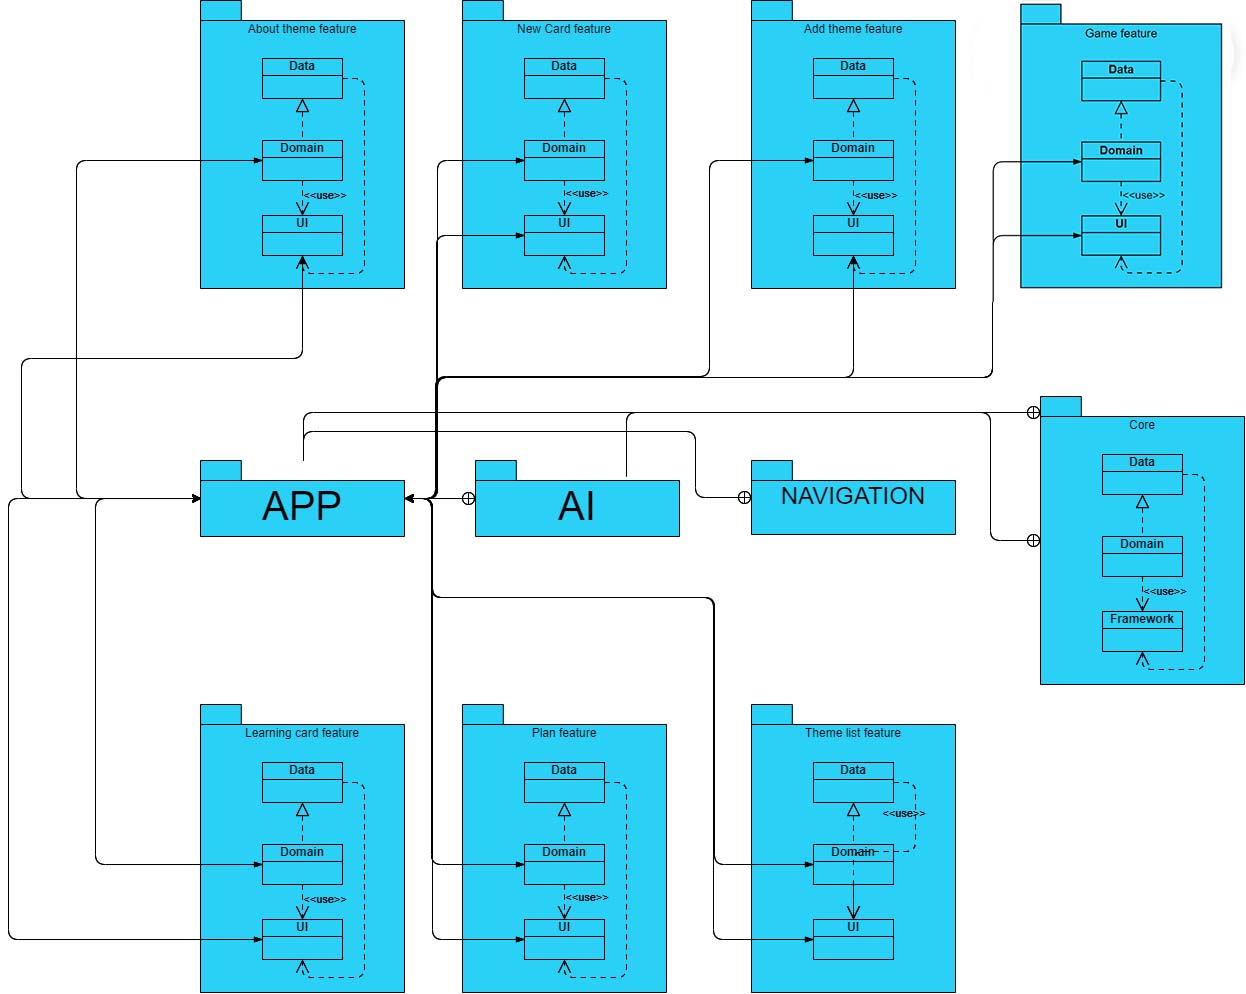 About theme feature
Data
Domain
<<use>>
UI
New Card feature
Data
Domain
<<use>>
UI
Add theme feature
Data
Domain
<<use>>
UI
Game feature
Data
Domain
<<use>>
UI
APP
AI
NAVIGATION
Core
Data
Domain
<<use>>
Framework
Learning card feature
Data
Domain
<<use>>
UI
Plan feature
Data
Domain
<<use>>
UI
Theme list feature
Data
<<use>>
Domain
UI